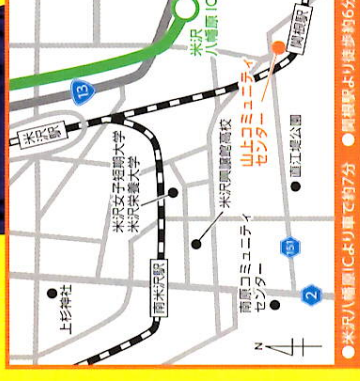 米沢
八幡原IC
13
米沢駅
関根駅
山上コミュニティ
センター
米沢女子短期大学
米沢栄養大学
米沢興譲館高校
直江堤公園
上杉神社
南米沢駅
南原コミュニティ
センター
151
2
N
●米沢八幡原ICより車で約7分 ●関根駅より徒歩約6分